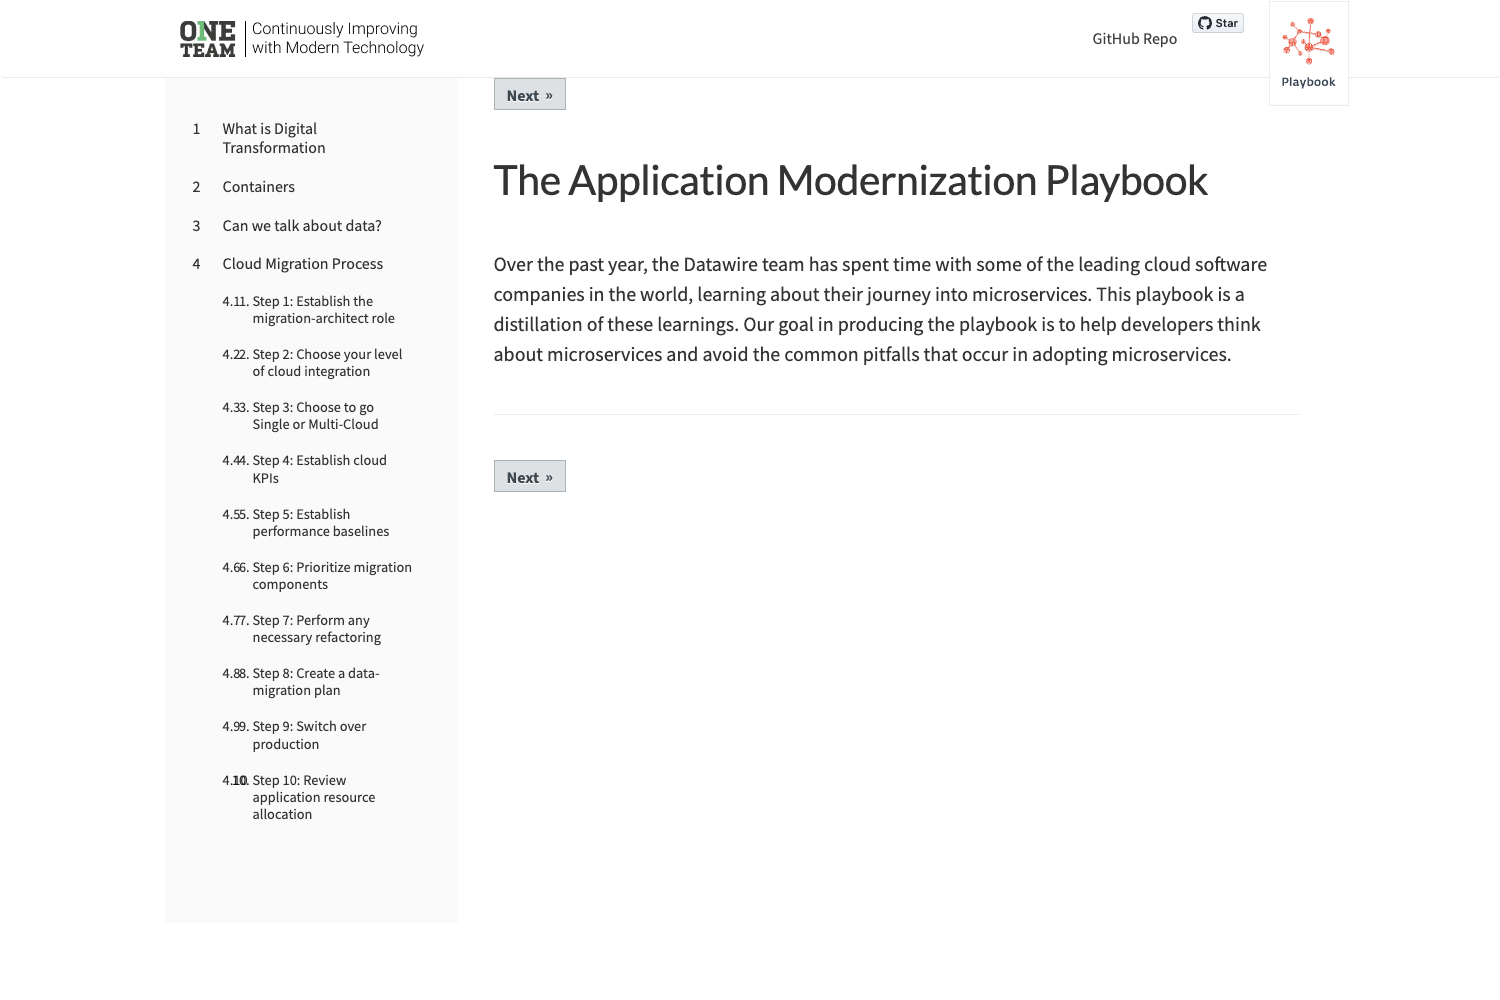 ONE TEAM
Continuously Improving
with Modern Technology
GitHub Repo
Star
Playbook
1 What is Digital
Transformation
2 Containers
3 Can we talk about data?
4 Cloud Migration Process
4.11. Step 1: Establish the
migration-architect role
4.22. Step 2: Choose your level
of cloud integration
4.33. Step 3: Choose to go
Single or Multi-Cloud
4.44. Step 4: Establish cloud
KPIs
4.55. Step 5: Establish
performance baselines
4.66. Step 6: Prioritize migration
components
4.77. Step 7: Perform any
necessary refactoring
4.88. Step 8: Create a data-
migration plan
4.99. Step 9: Switch over
production
4.10. Step 10: Review
application resource
allocation
Next »
The Application Modernization Playbook
Over the past year, the Datawire team has spent time with some of the leading cloud software
companies in the world, learning about their journey into microservices. This playbook is a
distillation of these learnings. Our goal in producing the playbook is to help developers think
about microservices and avoid the common pitfalls that occur in adopting microservices.
Next »